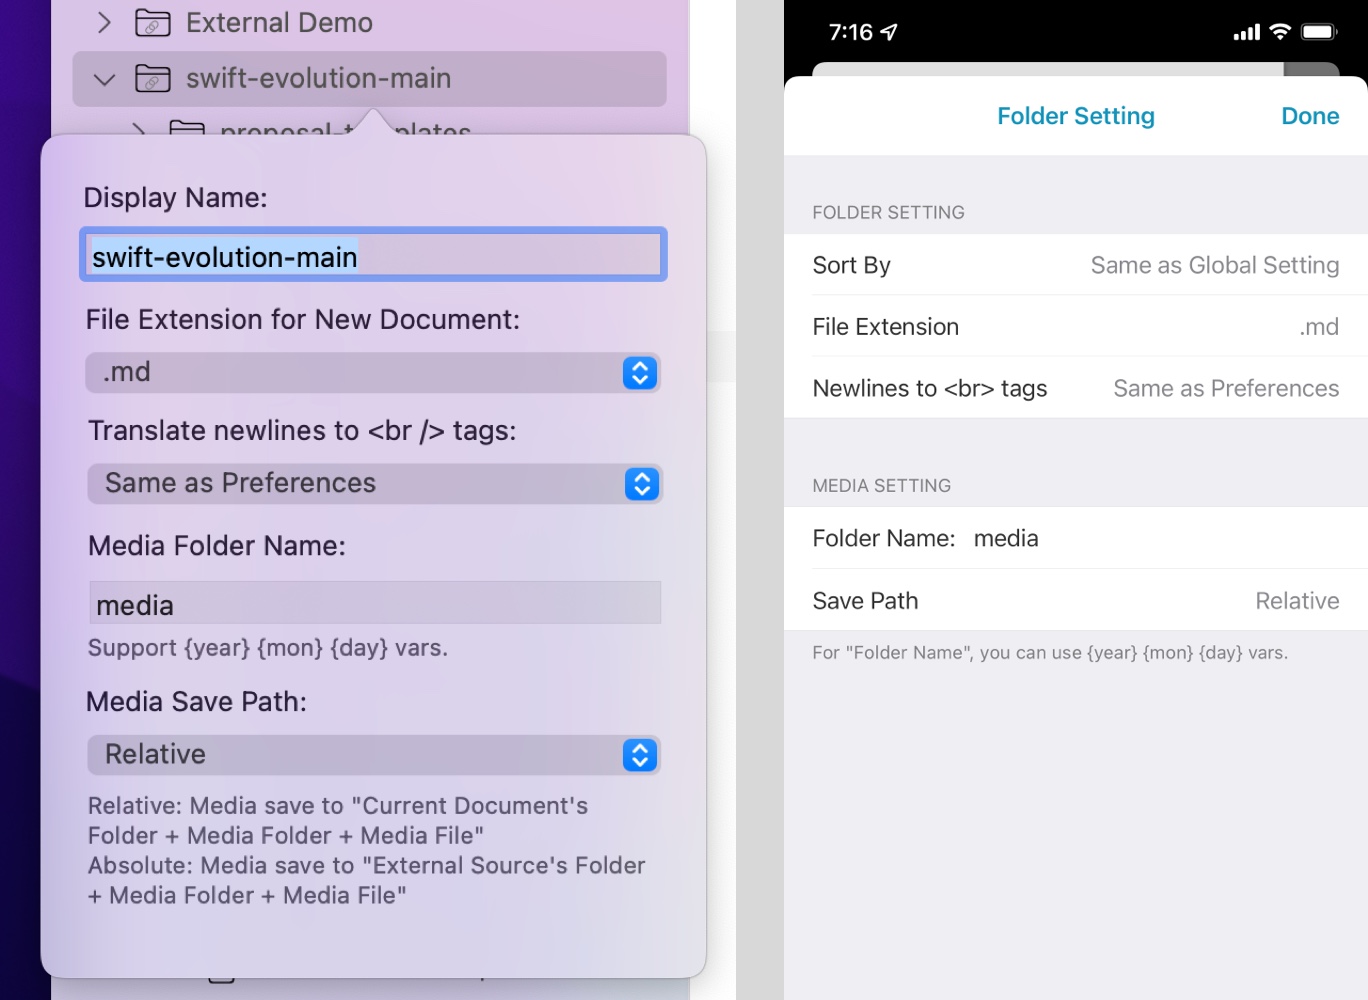 External Demo
swift-evolution-main
Display Name:
swift-evolution-main
File Extension for New Document:
.md
Translate newlines to <br /> tags:
Same as Preferences
Media Folder Name:
media
Support {year} {mon} {day} vars.
Media Save Path:
Relative
Relative: Media save to "Current Document's
Folder + Media Folder + Media File"
Absolute: Media save to "External Source's Folder
+ Media Folder + Media File"
7:16
Folder Setting
Done
FOLDER SETTING
Sort By
Same as Global Setting
File Extension
.md
Newlines to <br> tags
Same as Preferences
MEDIA SETTING
Folder Name: media
Save Path
Relative
For "Folder Name", you can use {year} {mon} {day} vars.